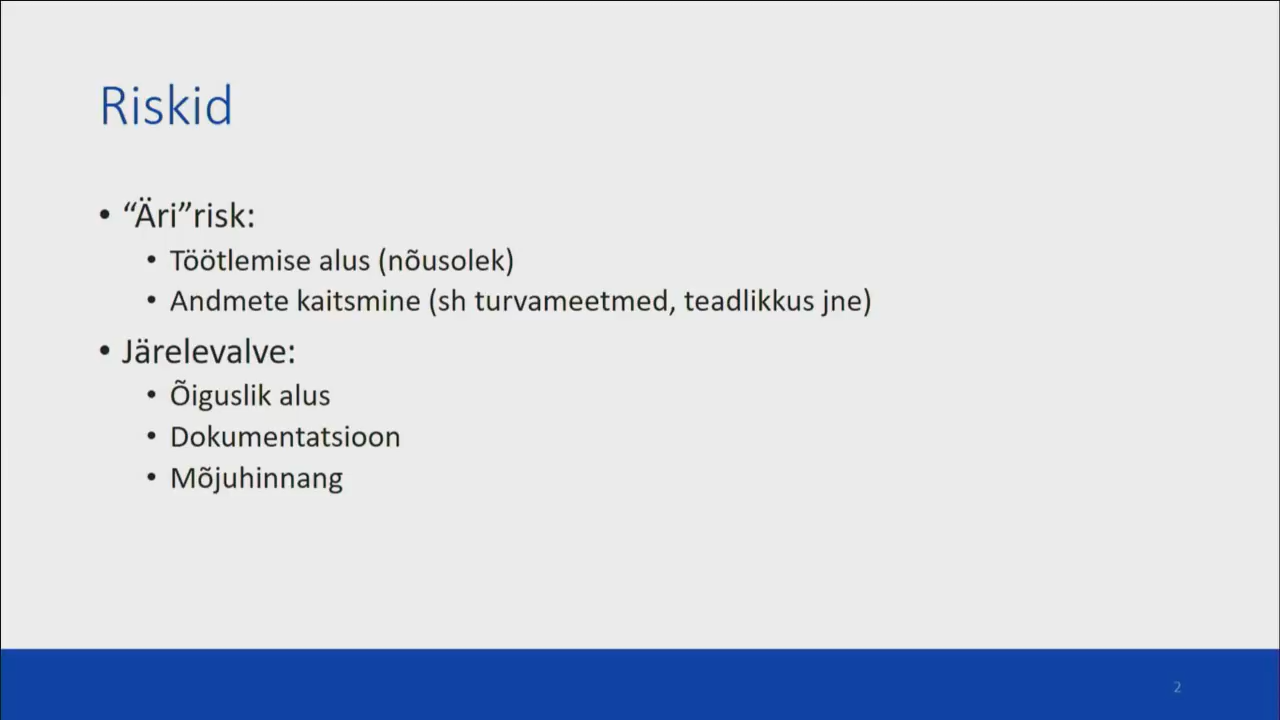 Riskid
• “Äri”risk:
• Töötlemise alus (nõusolek)
• Andmete kaitsmine (sh turvameetmed, teadlikkus jne)
• Järelevalve:
• Õiguslik alus
• Dokumentatsioon
• Mõjuhinnang
2